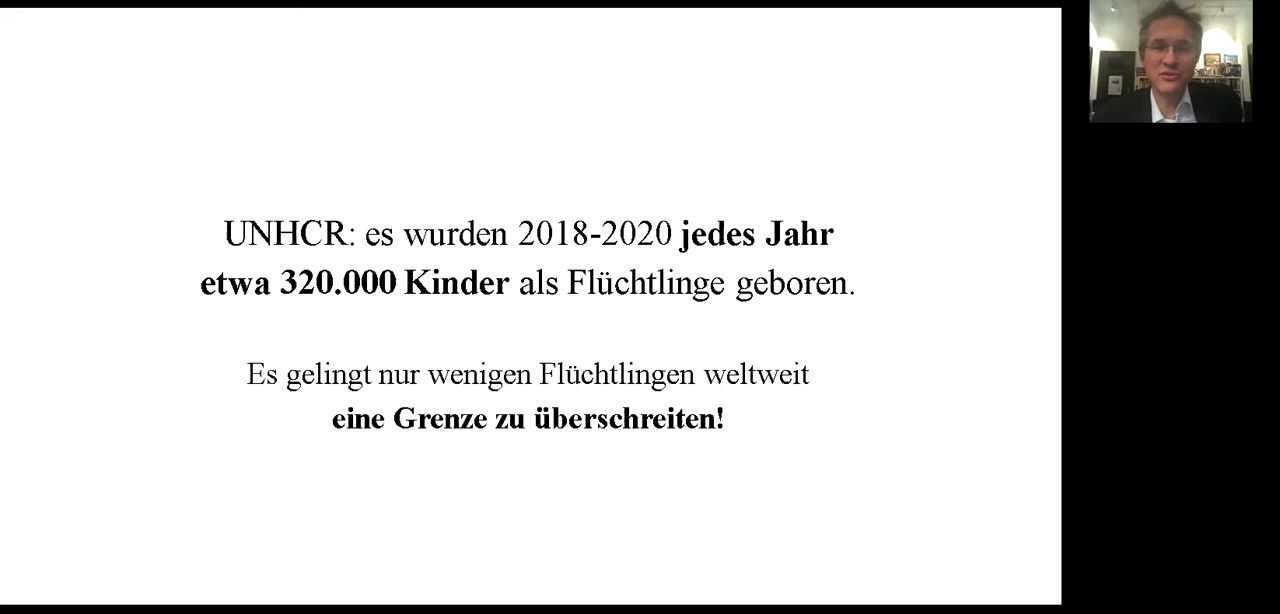 UNHCR: es wurden 2018-2020 jedes Jahr
etwa 320.000 Kinder als Flüchtlinge geboren.
Es gelingt nur wenigen Flüchtlingen weltweit
eine Grenze zu überschreiten!